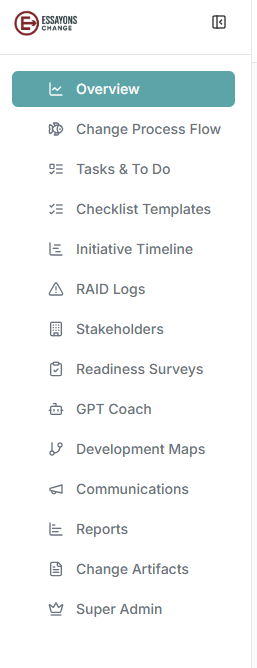 ESSAYONS
CHANGE
Overview
Change Process Flow
Tasks & To Do
Checklist Templates
Initiative Timeline
RAID Logs
Stakeholders
Readiness Surveys
GPT Coach
Development Maps
Communications
Reports
Change Artifacts
Super Admin